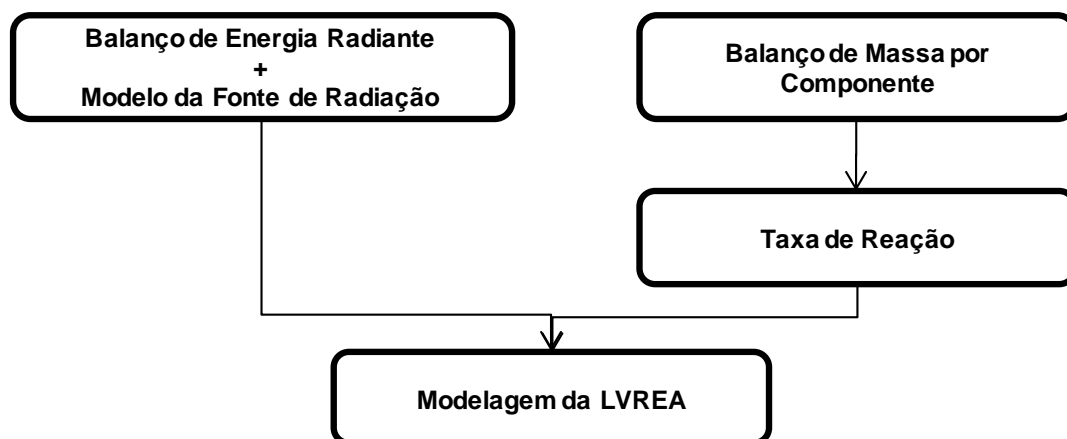 Balanço de Energia Radiante
+
Modelo da Fonte de Radiação
Balanço de Massa por
Componente
Taxa de Reação
Modelagem da LVREA